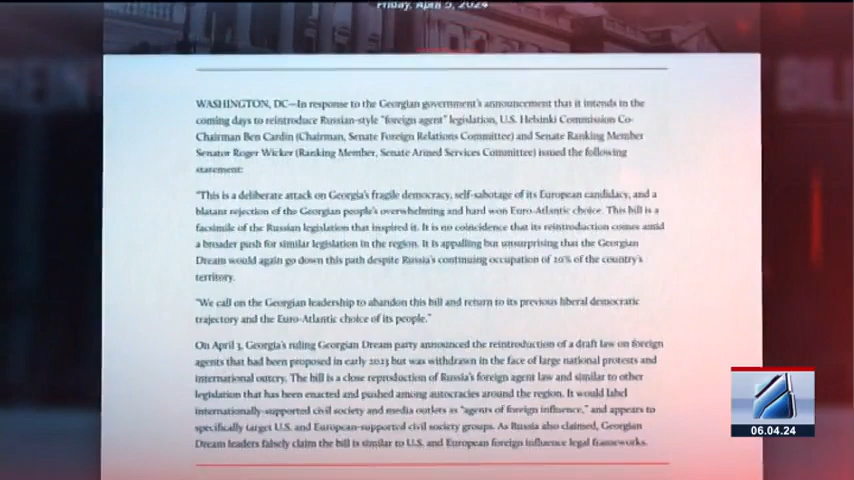 Friday, April 5, 2024
WASHINGTON, DC—In response to the Georgian government's announcement that it intends in the
coming days to reintroduce Russian-style "foreign agent" legislation, U.S. Helsinki Commission Co-
Chairman Ben Cardin (Chairman, Senate Foreign Relations Committee) and Senate Ranking Member
Senator Roger Wicker (Ranking Member, Senate Armed Services Committee) issued the following
statement:
"This is a deliberate attack on Georgia's fragile democracy, self-sabotage of its European candidacy, and a
blatant rejection of the Georgian people's overwhelming and hard won Euro-Atlantic choice. This bill is a
facsimile of the Russian legislation that inspired it. It is no coincidence that its reintroduction comes amid
a broader push for similar legislation in the region. It is appalling but unsurprising that the Georgian
Dream would again go down this path despite Russia's continuing occupation of 20% of the country's
territory.
"We call on the Georgian leadership to abandon this bill and return to its previous liberal democratic
trajectory and the Euro-Atlantic choice of its people."
On April 3, Georgia's ruling Georgian Dream party announced the reintroduction of a draft law on foreign
agents that had been proposed in early 2023 but was withdrawn in the face of large national protests and
international outcry. The bill is a close reproduction of Russia's foreign agent law and similar to other
legislation that has been enacted and pushed among autocracies around the region. It would label
internationally-supported civil society and media outlets as "agents of foreign influence," and appears to
specifically target U.S. and European-supported civil society groups. As Russia also claimed, Georgian
Dream leaders falsely claim the bill is similar to U.S. and European foreign influence legal frameworks.
06.04.24